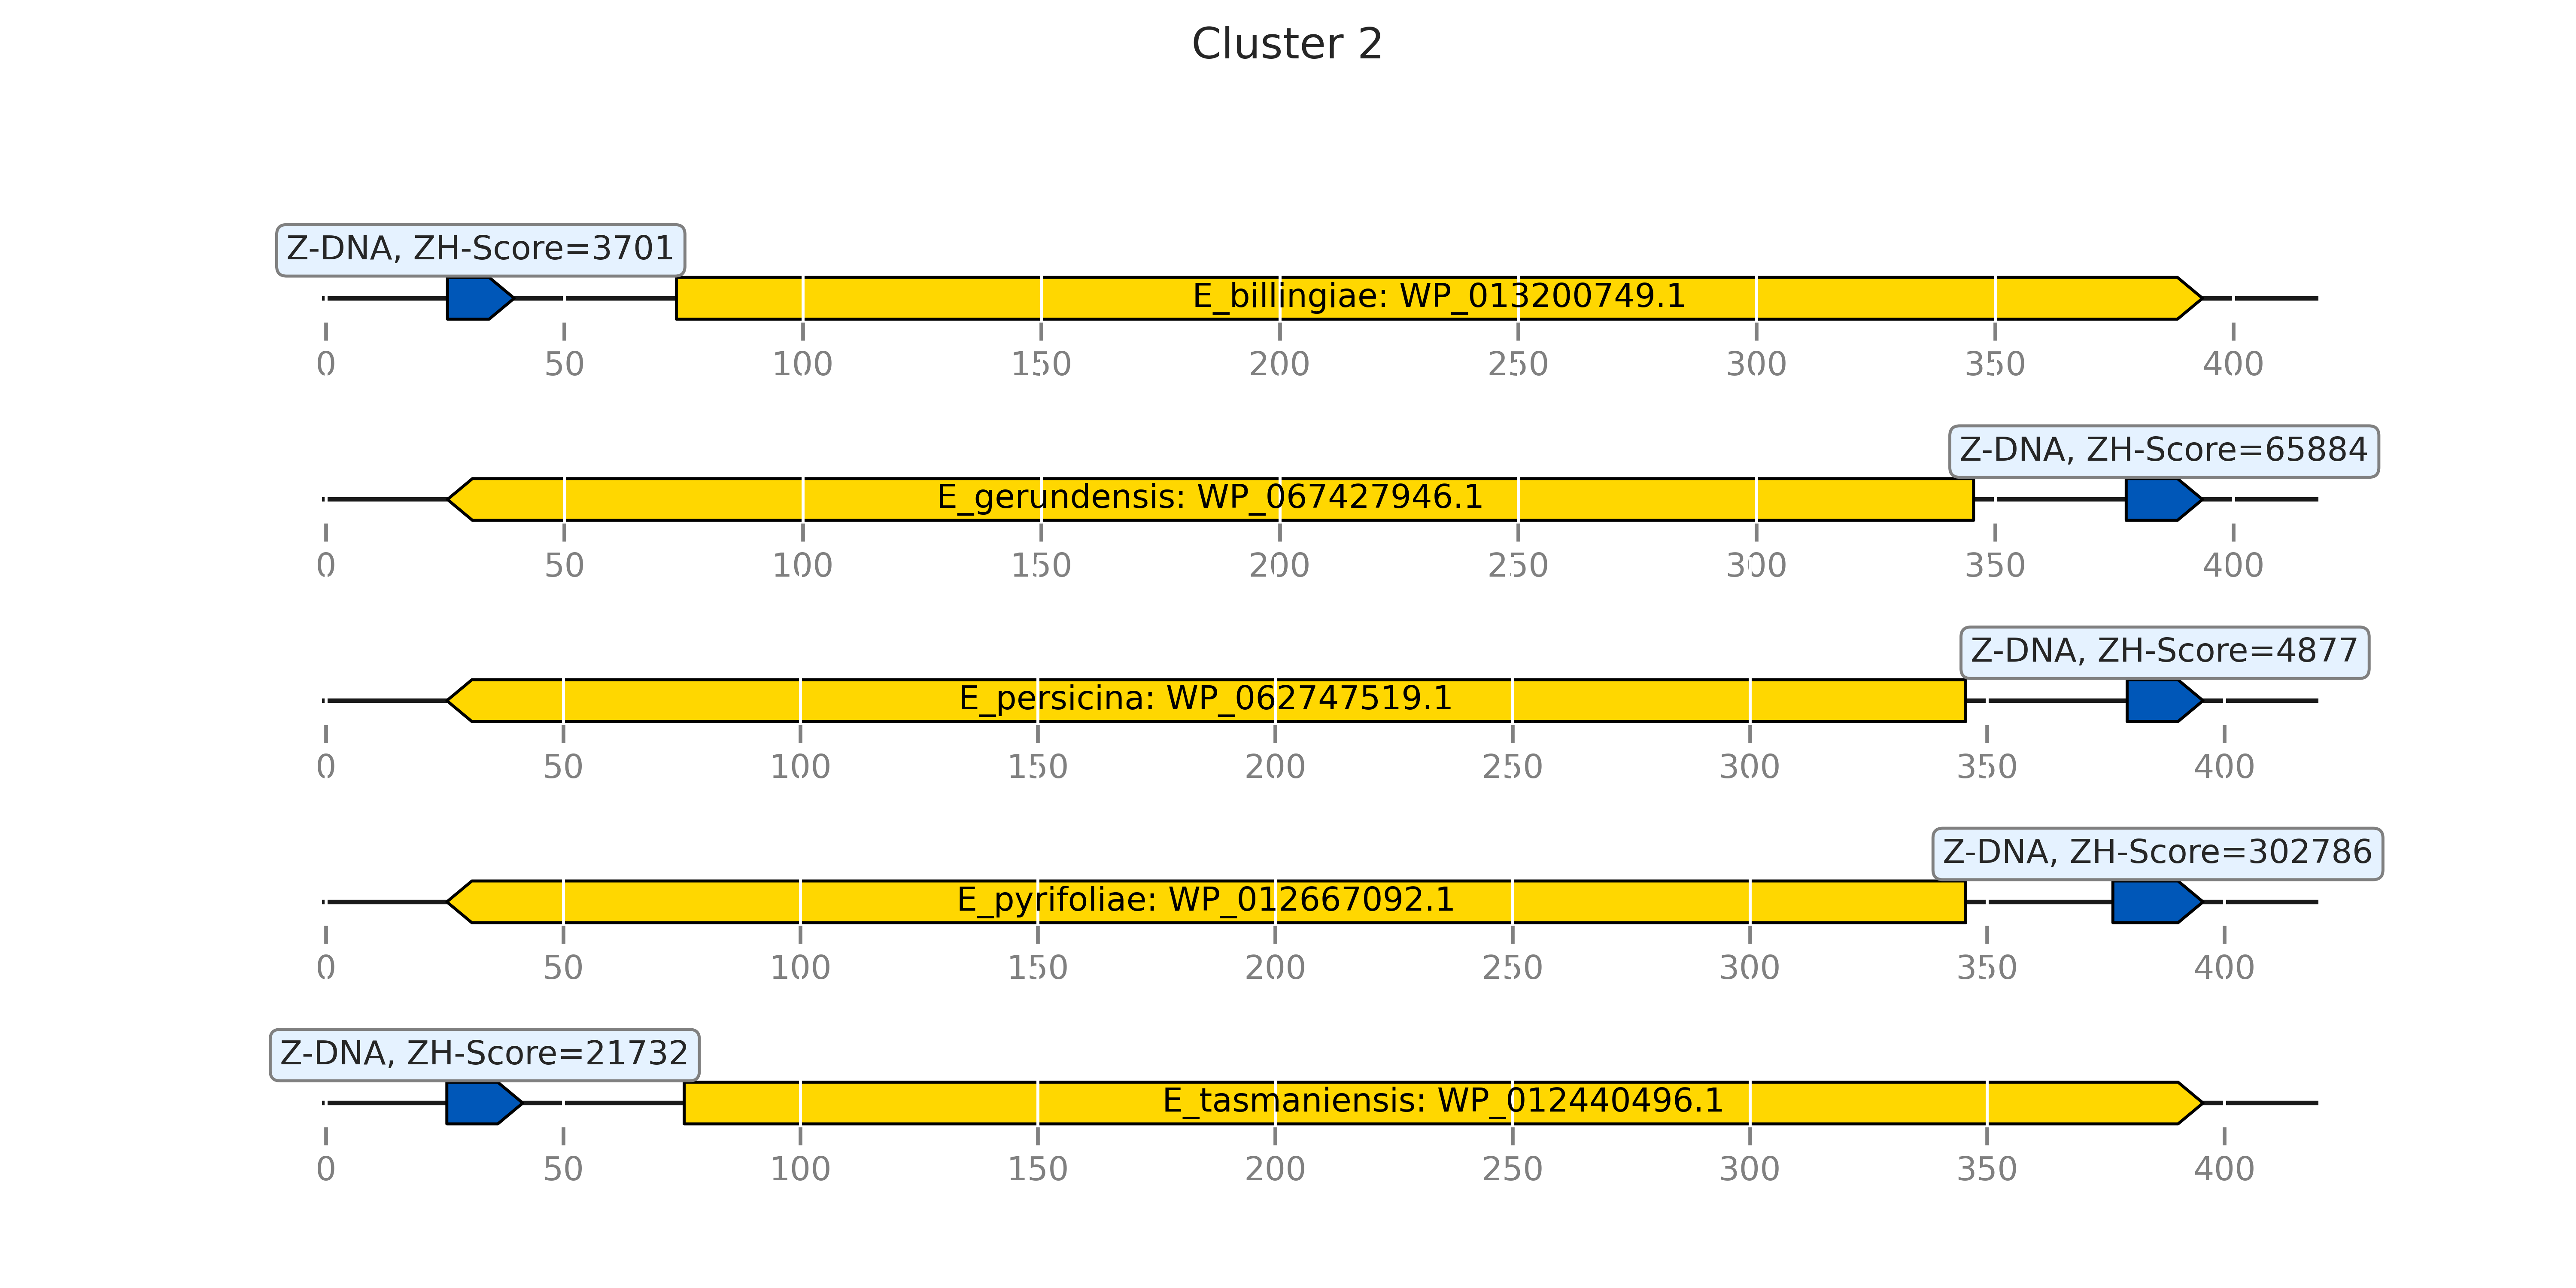 Cluster 2
Z-DNA, ZH-Score=3701
E_billingiae: WP_013200749.1
0 50 100 150 200 250 300 350 400
Z-DNA, ZH-Score=65884
E_gerundensis: WP_067427946.1
0 50 100 150 200 250 300 350 400
Z-DNA, ZH-Score=4877
E_persicina: WP_062747519.1
0 50 100 150 200 250 300 350 400
Z-DNA, ZH-Score=302786
E_pyrifoliae: WP_012667092.1
0 50 100 150 200 250 300 350 400
Z-DNA, ZH-Score=21732
E_tasmaniensis: WP_012440496.1
0 50 100 150 200 250 300 350 400